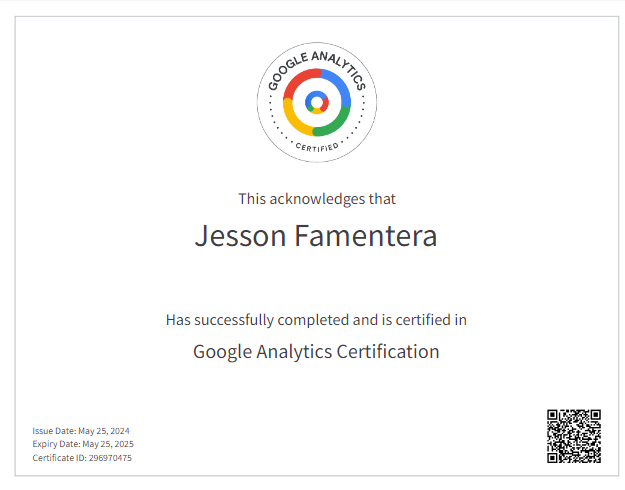 GOOGLE ANALYTICS
CERTIFIED
This acknowledges that
Jesson Famentera
Has successfully completed and is certified in
Google Analytics Certification
Issue Date: May 25, 2024
Expiry Date: May 25, 2025
Certificate ID: 296970475